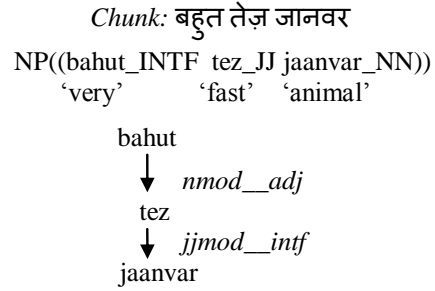 Chunk: बहुत तेज़ जानवर
NP((bahut_INTF tez_JJ jaanvar_NN))
‘very’ ‘fast’ ‘animal’
bahut
nmod__adj
tez
jjmod__intf
jaanvar